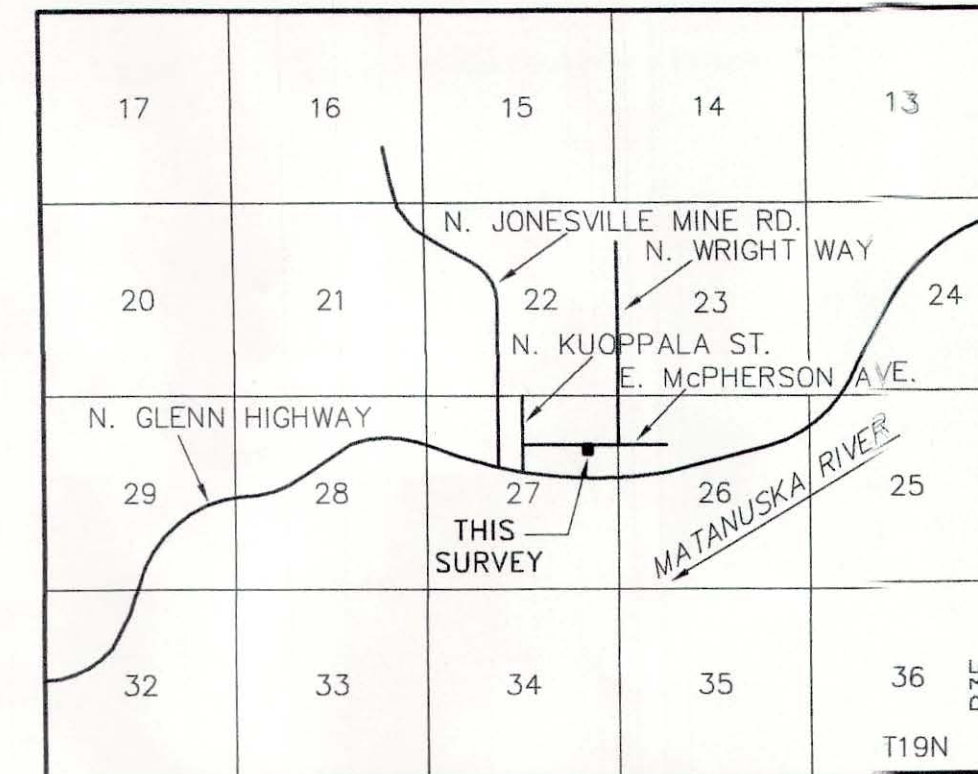 17 16 15 14 13
N. JONESVILLE MINE RD.
N. WRIGHT WAY
20 21 22 23 24
N. KUOPPALA ST.
E. McPHERSON AVE.
N. GLENN HIGHWAY
29 28 27 26 25
MATANUSKA RIVER
THIS
SURVEY
32 33 34 35 36
T19N